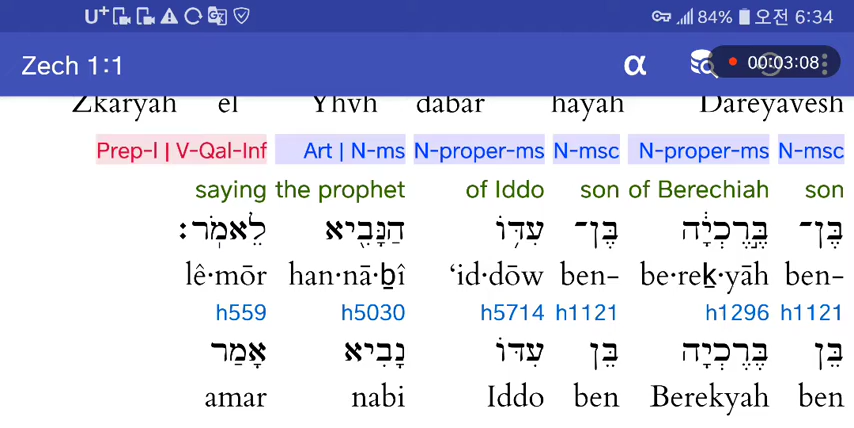 U+ 84% 오전 6:34
Zech 1:1 α 00:03:08
Zkaryah el Yhvh dabar hayah Dareyavesh
Prep-l | V-Qal-Inf Art | N-ms N-proper-ms N-msc N-proper-ms N-msc
saying the prophet of Iddo son of Berechiah son
בֶּן־ בֶּ֣רֶכְיָ֔ה בֶּן־ עִדּ֥וֹ הַנָּבִ֖יא לֵאמֹֽר׃
lê·mōr han·nā·ḇî ‘id·dōw ben- be·reḵ·yāh ben-
h559 h5030 h5714 h1121 h1296 h1121
בֵּן בֶּרֶכְיָה בֵּן עִדּוֹ נָבִיא אָמַר
amar nabi Iddo ben Berekyah ben